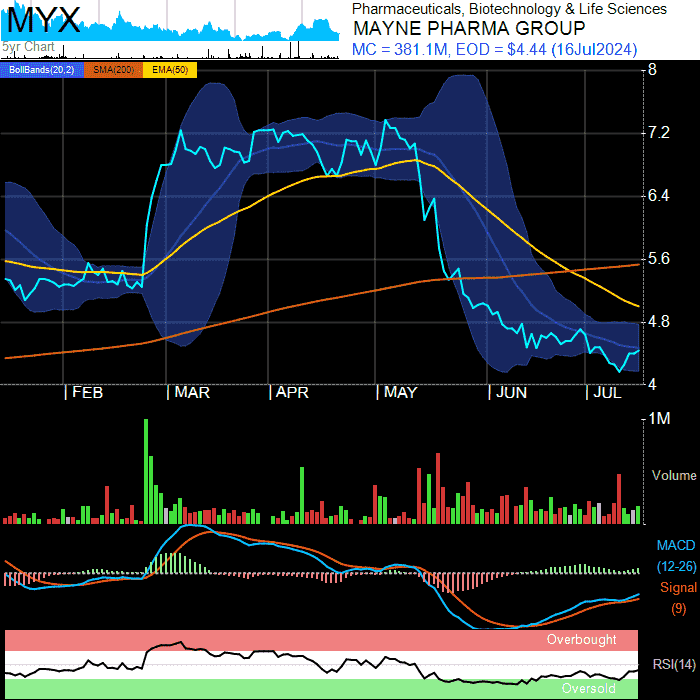 MYX
Pharmaceuticals, Biotechnology & Life Sciences
MAYNE PHARMA GROUP
MC = 381.1M, EOD = $4.44 (16Jul2024)
5yr Chart
BollBands(20,2) SMA(200) EMA(50)
8
7.2
6.4
5.6
4.8
4
| FEB | MAR | APR | MAY | JUN | JUL
1M
Volume
MACD
(12-26)
Signal
(9)
Overbought
RSI(14)
Oversold